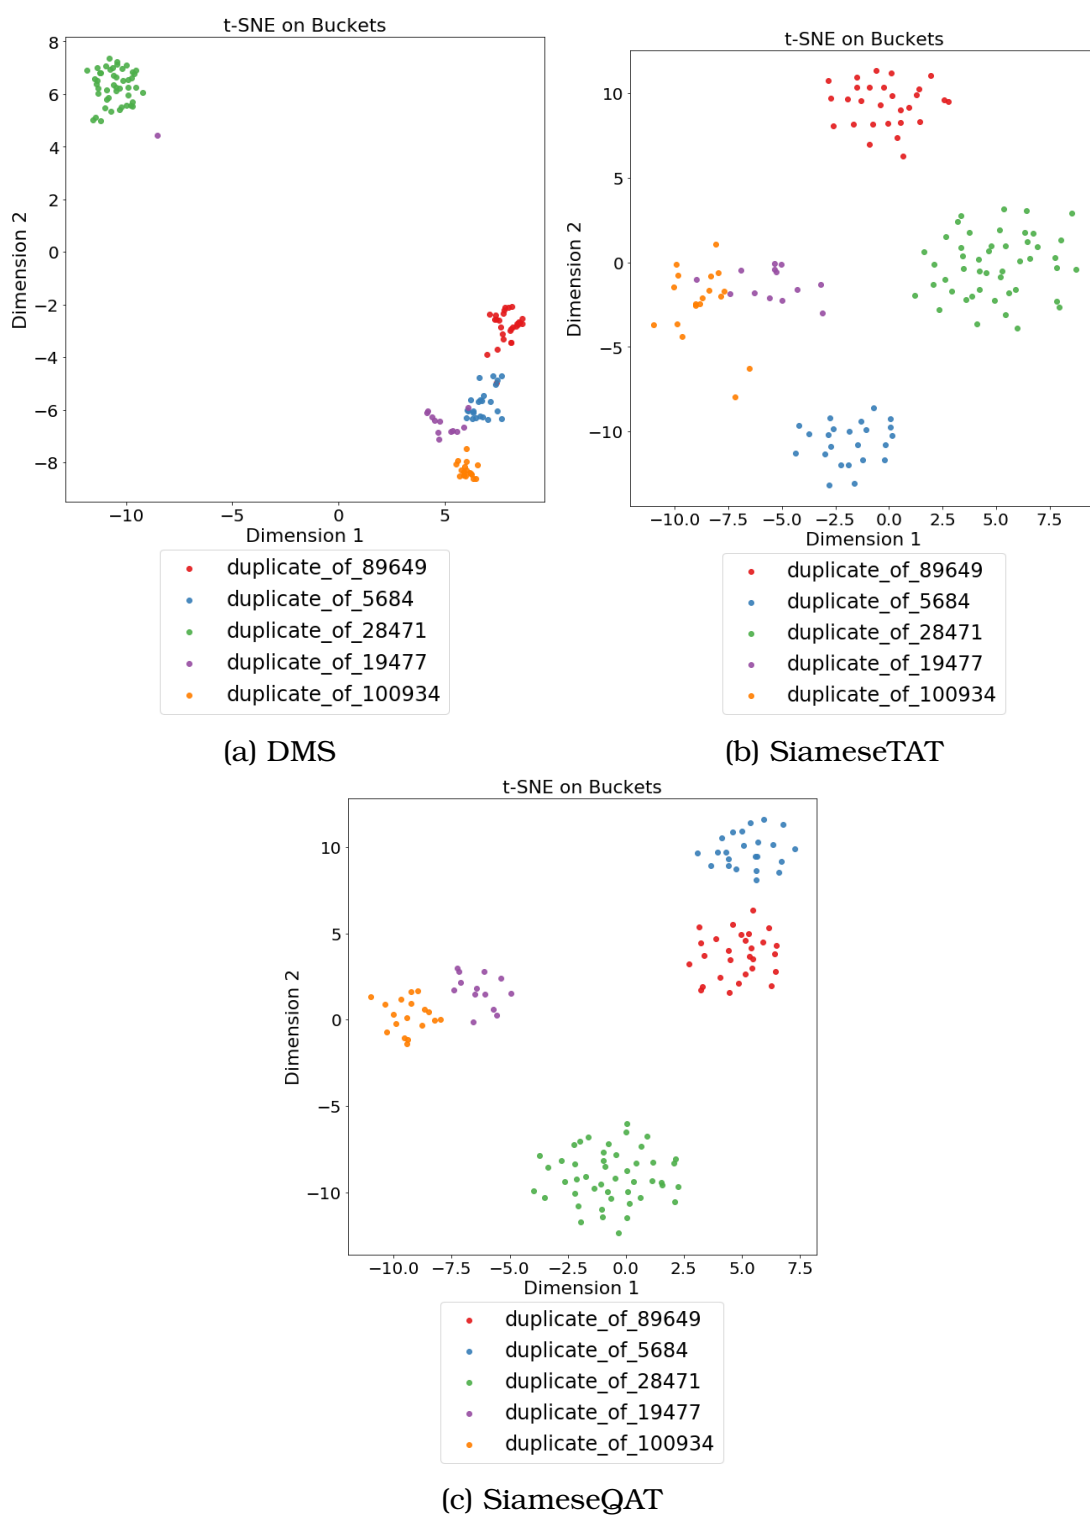 t-SNE on Buckets
8
6
4
2
0
−2
−4
−6
−8
Dimension 2
−10
−5
0
5
Dimension 1
duplicate_of_89649
duplicate_of_5684
duplicate_of_28471
duplicate_of_19477
duplicate_of_100934
(a) DMS
t-SNE on Buckets
10
5
0
−5
−10
Dimension 2
−10.0
−7.5
−5.0
−2.5
0.0
2.5
5.0
7.5
Dimension 1
duplicate_of_89649
duplicate_of_5684
duplicate_of_28471
duplicate_of_19477
duplicate_of_100934
(b) SiameseTAT
t-SNE on Buckets
10
5
0
−5
−10
Dimension 2
−10.0
−7.5
−5.0
−2.5
0.0
2.5
5.0
7.5
Dimension 1
duplicate_of_89649
duplicate_of_5684
duplicate_of_28471
duplicate_of_19477
duplicate_of_100934
(c) SiameseQAT